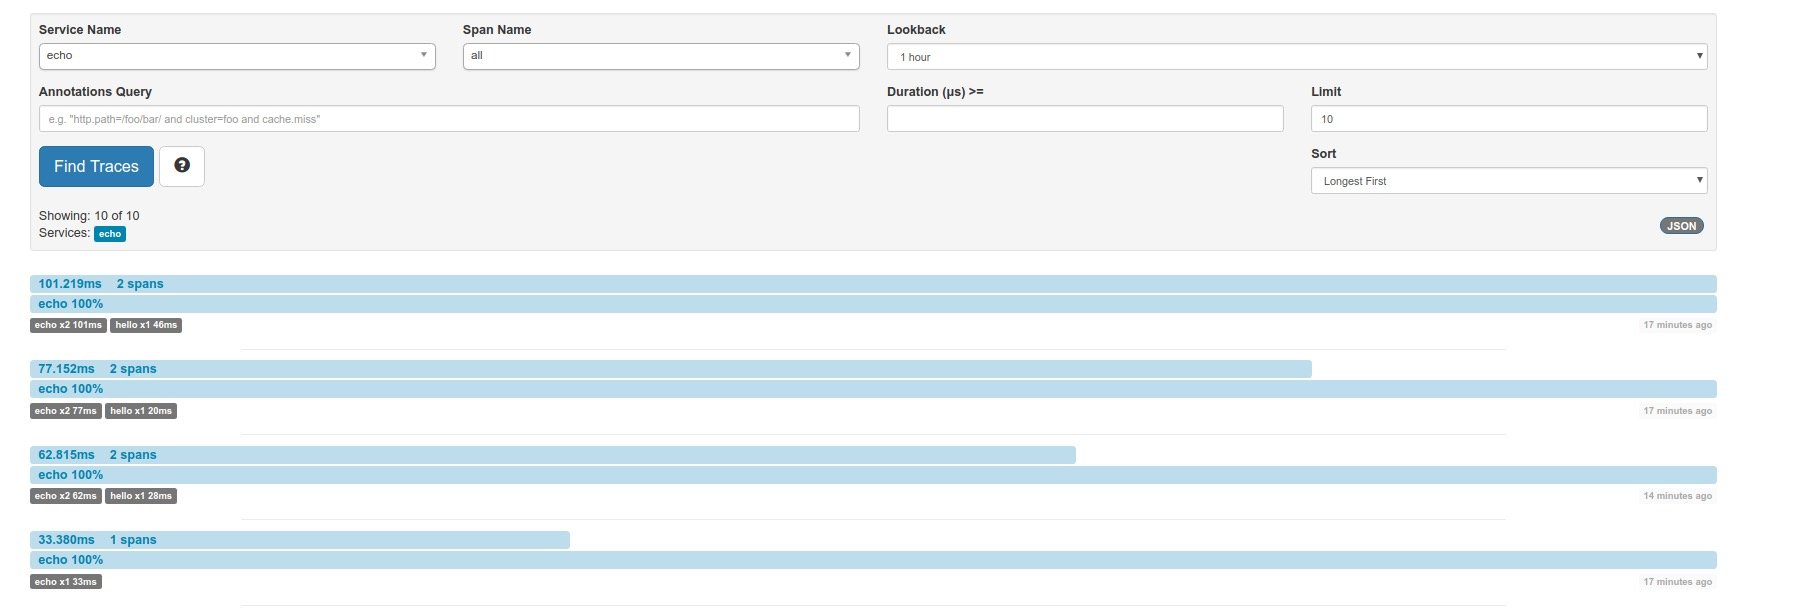 Service Name Span Name Lookback
echo all 1 hour
Annotations Query Duration (µs) >= Limit
e.g. "http.path=/foo/bar/ and cluster=foo and cache.miss" 10
Find Traces ? Sort
Longest First
Showing: 10 of 10
Services: echo JSON
101.219ms 2 spans
echo 100%
echo x2 101ms hello x1 46ms 17 minutes ago
77.152ms 2 spans
echo 100%
echo x2 77ms hello x1 20ms 17 minutes ago
62.815ms 2 spans
echo 100%
echo x2 62ms hello x1 28ms 14 minutes ago
33.380ms 1 spans
echo 100%
echo x1 33ms 17 minutes ago